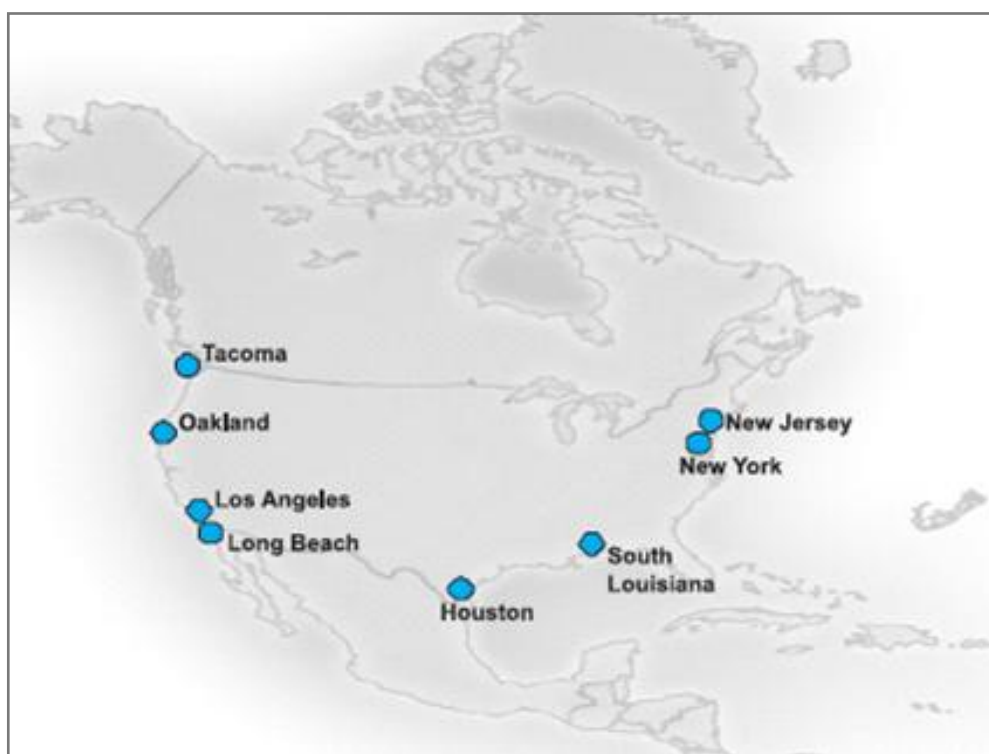 Tacoma
Oakland
New Jersey
New York
Los Angeles
Long Beach
South
Louisiana
Houston